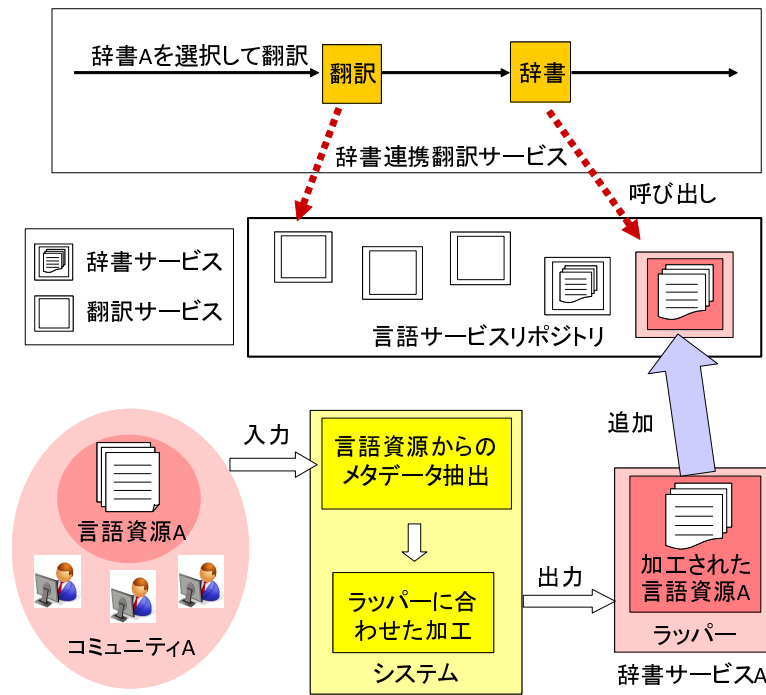 辞書Aを選択して翻訳
翻訳
辞書
辞書連携翻訳サービス
呼び出し
辞書サービス
翻訳サービス
言語サービスリポジトリ
追加
入力
言語資源からの
メタデータ抽出
言語資源A
コミュニティA
ラッパーに合
わせた加工
システム
出力
加工された
言語資源A
ラッパー
辞書サービスA